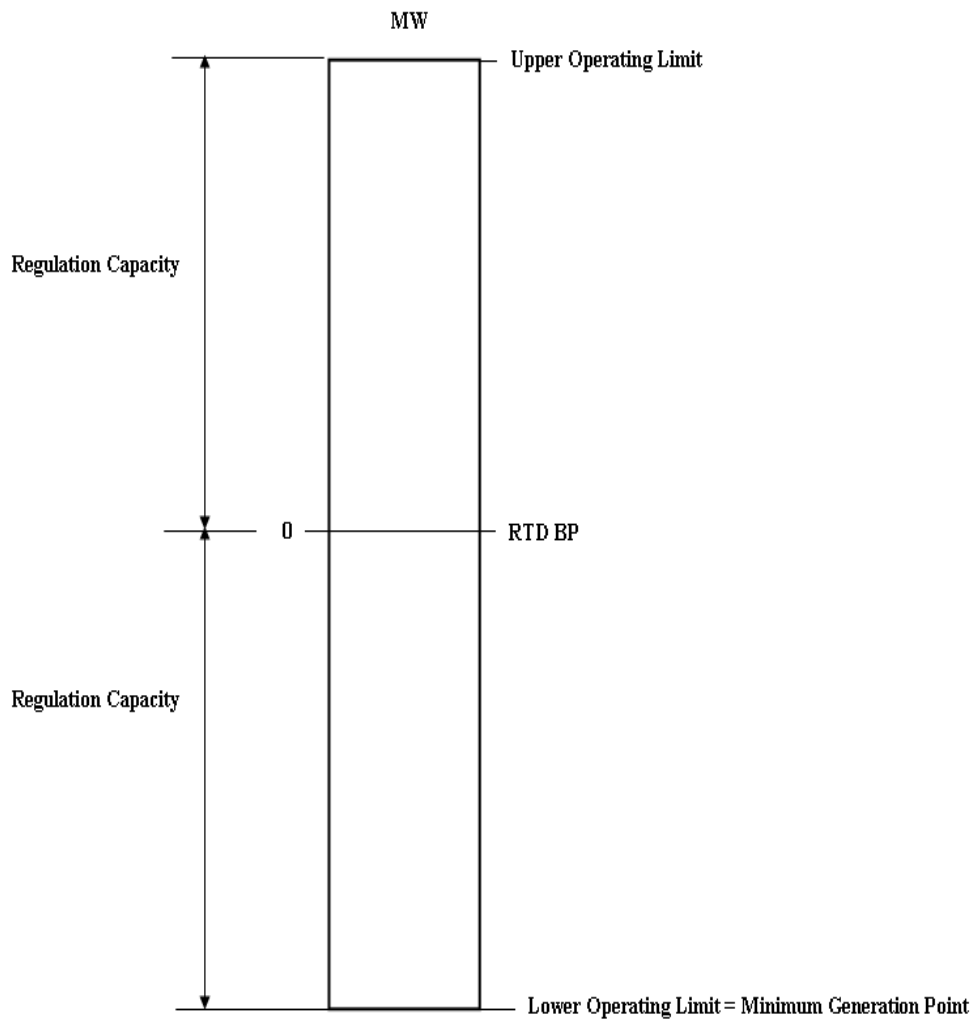 MW
Upper Operating Limit
Regulation Capacity
0
RTD BP
Regulation Capacity
Lower Operating Limit = Minimum Generation Point